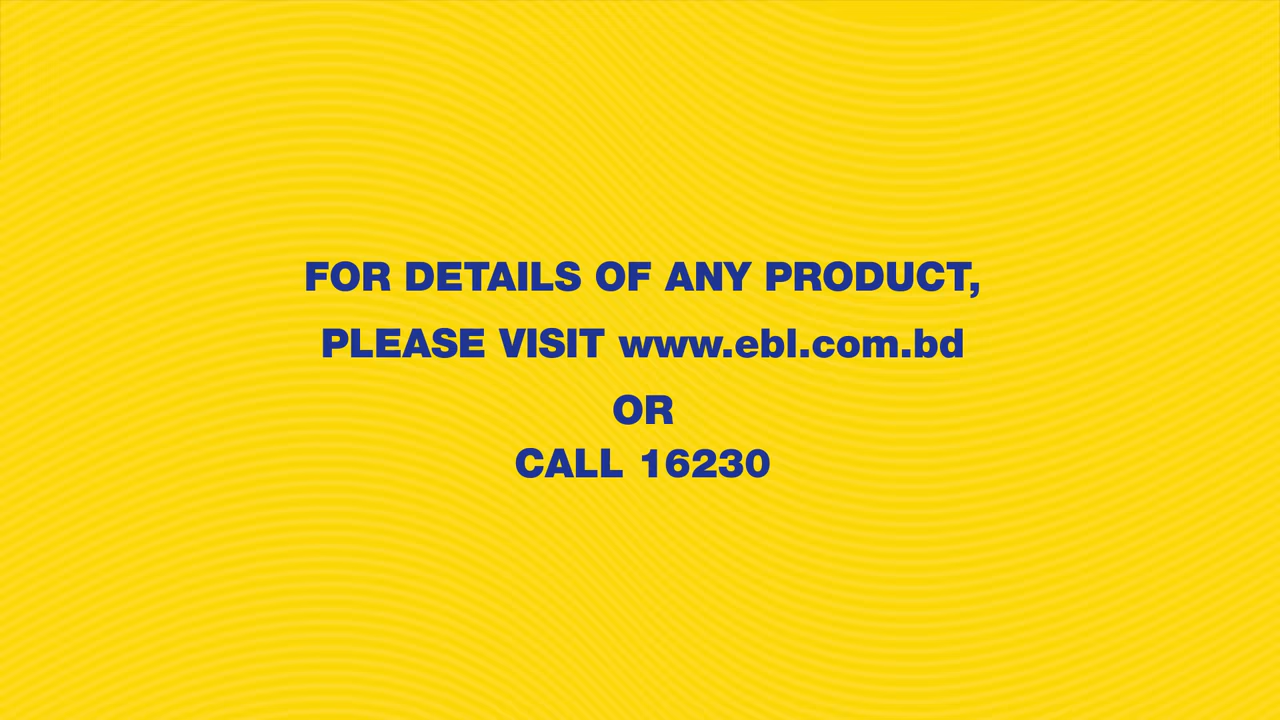 FOR DETAILS OF ANY PRODUCT,
PLEASE VISIT www.ebl.com.bd
OR
CALL 16230